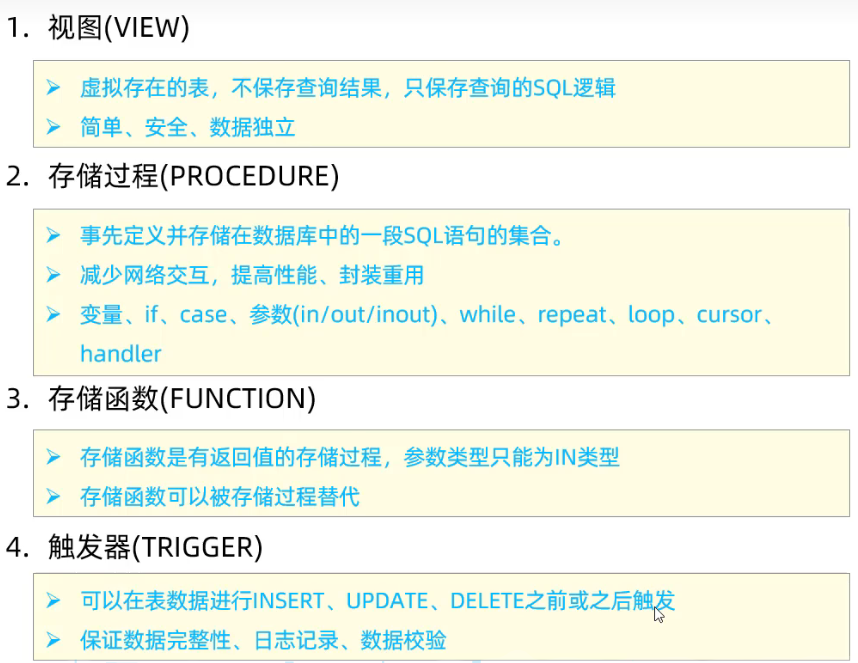 1. 视图(VIEW)
➢ 虚拟存在的表，不保存查询结果，只保存查询的SQL逻辑
➢ 简单、安全、数据独立
2. 存储过程(PROCEDURE)
➢ 事先定义并存储在数据库中的一段SQL语句的集合。
➢ 减少网络交互，提高性能、封装重用
➢ 变量、if、case、参数(in/out/inout)、while、repeat、loop、cursor、
handler
3. 存储函数(FUNCTION)
➢ 存储函数是有返回值的存储过程，参数类型只能为IN类型
➢ 存储函数可以被存储过程替代
4. 触发器(TRIGGER)
➢ 可以在表数据进行INSERT、UPDATE、DELETE之前或之后触发
➢ 保证数据完整性、日志记录、数据校验